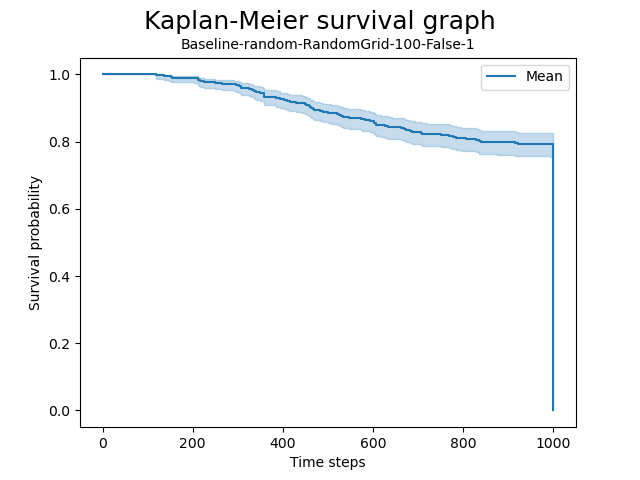 Kaplan-Meier survival graph
Baseline-random-RandomGrid-100-False-1
Mean
1.0
0.8
0.6
0.4
0.2
0.0
Survival probability
0 200 400 600 800 1000
Time steps